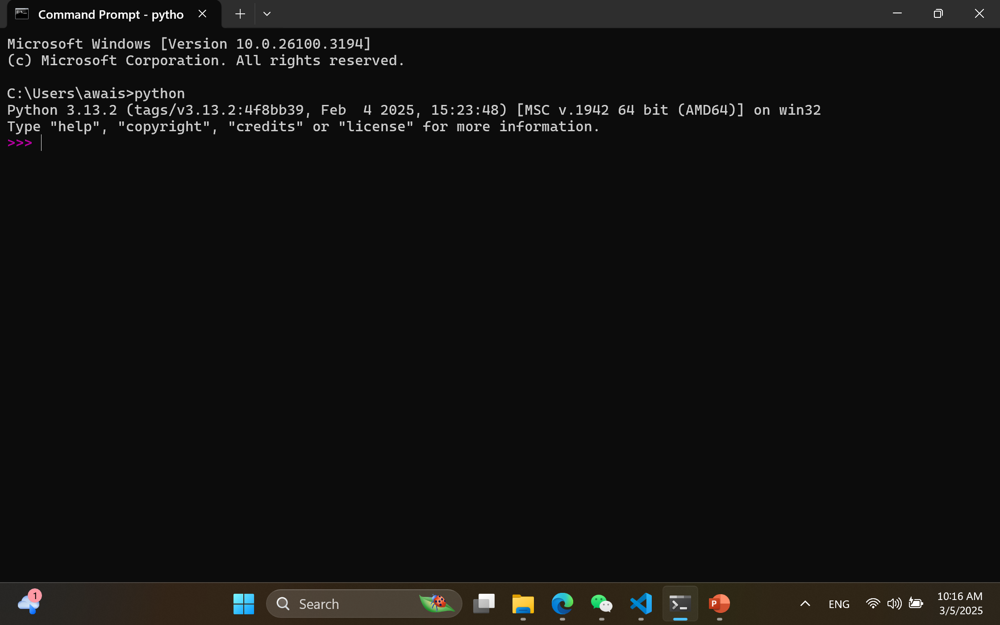 Command Prompt - pytho
Microsoft Windows [Version 10.0.26100.3194]
(c) Microsoft Corporation. All rights reserved.
C:\Users\awais>python
Python 3.13.2 (tags/v3.13.2:4f8bb39, Feb  4 2025, 15:23:48) [MSC v.1942 64 bit (AMD64)] on win32
Type "help", "copyright", "credits" or "license" for more information.
>>>
1
Search
P
ENG
10:16 AM
3/5/2025